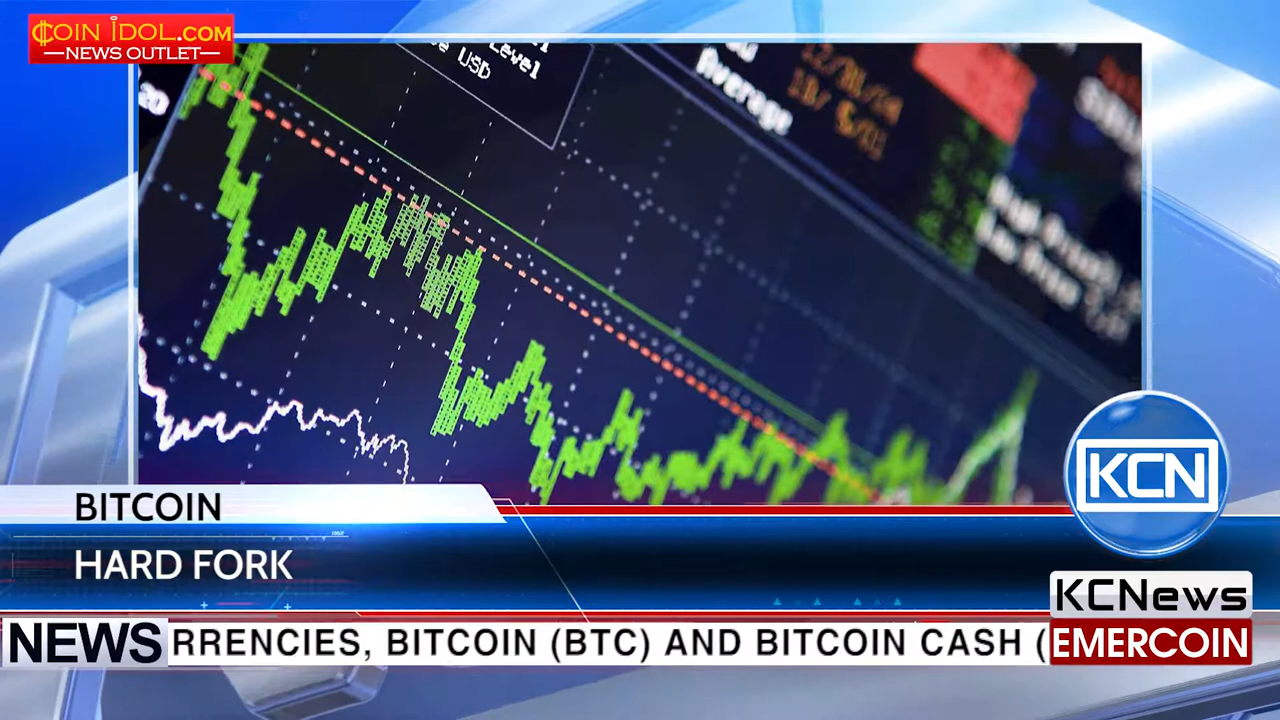 COIN IDOL.COM
NEWS OUTLET
20
Level
USD
Average
BITCOIN
HARD FORK
KCN
KCNews
NEWS
RRENCIES, BITCOIN (BTC) AND BITCOIN CASH (
EMERCOIN